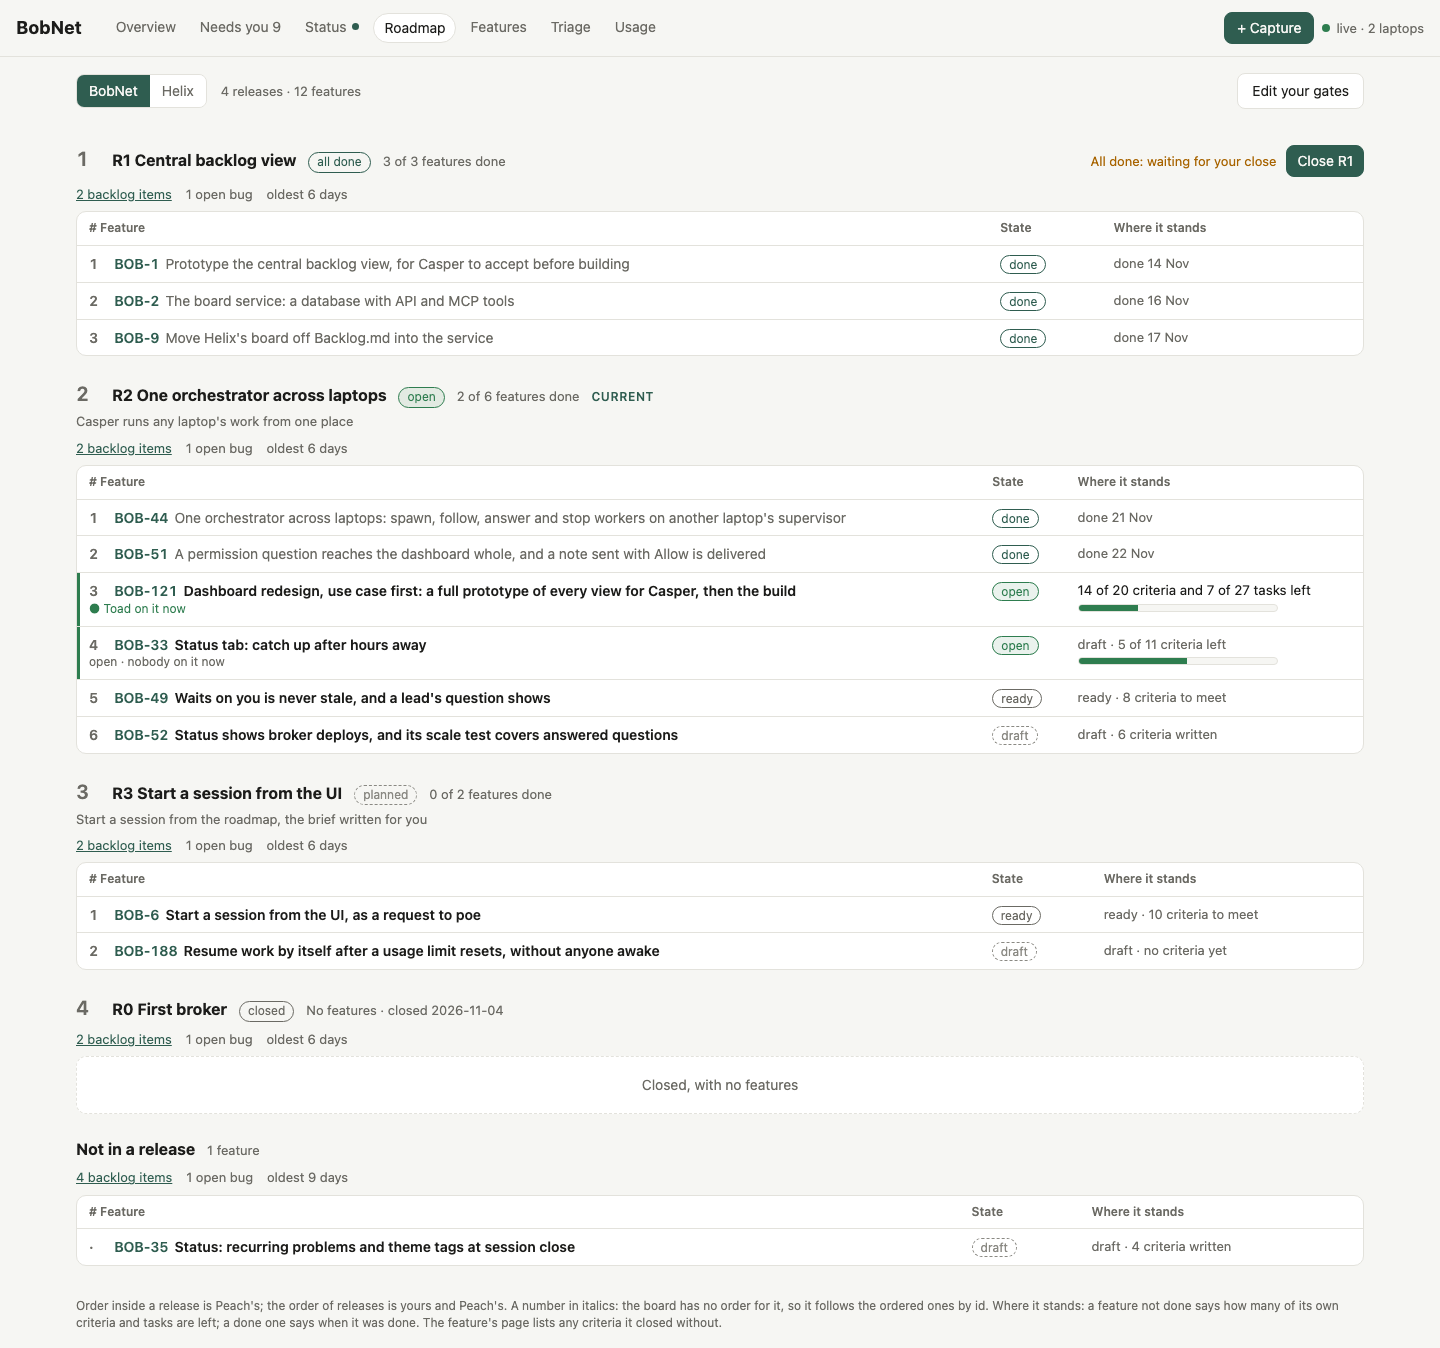 BobNet Overview Needs you 9 Status Roadmap Features Triage Usage + Capture live · 2 laptops
BobNet Helix 4 releases · 12 features Edit your gates
1 R1 Central backlog view all done 3 of 3 features done All done: waiting for your close Close R1
2 backlog items 1 open bug oldest 6 days
# Feature State Where it stands
1 BOB-1 Prototype the central backlog view, for Casper to accept before building done done 14 Nov
2 BOB-2 The board service: a database with API and MCP tools done done 16 Nov
3 BOB-9 Move Helix's board off Backlog.md into the service done done 17 Nov
2 R2 One orchestrator across laptops open 2 of 6 features done CURRENT
Casper runs any laptop's work from one place
2 backlog items 1 open bug oldest 6 days
# Feature State Where it stands
1 BOB-44 One orchestrator across laptops: spawn, follow, answer and stop workers on another laptop's supervisor done done 21 Nov
2 BOB-51 A permission question reaches the dashboard whole, and a note sent with Allow is delivered done done 22 Nov
3 BOB-121 Dashboard redesign, use case first: a full prototype of every view for Casper, then the build open 14 of 20 criteria and 7 of 27 tasks left
Toad on it now
4 BOB-33 Status tab: catch up after hours away open draft · 5 of 11 criteria left
open · nobody on it now
5 BOB-49 Waits on you is never stale, and a lead's question shows ready ready · 8 criteria to meet
6 BOB-52 Status shows broker deploys, and its scale test covers answered questions draft draft · 6 criteria written
3 R3 Start a session from the UI planned 0 of 2 features done
Start a session from the roadmap, the brief written for you
2 backlog items 1 open bug oldest 6 days
# Feature State Where it stands
1 BOB-6 Start a session from the UI, as a request to poe ready ready · 10 criteria to meet
2 BOB-188 Resume work by itself after a usage limit resets, without anyone awake draft draft · no criteria yet
4 R0 First broker closed No features · closed 2026-11-04
2 backlog items 1 open bug oldest 6 days
Closed, with no features
Not in a release 1 feature
4 backlog items 1 open bug oldest 9 days
# Feature State Where it stands
· BOB-35 Status: recurring problems and theme tags at session close draft draft · 4 criteria written
Order inside a release is Peach's; the order of releases is yours and Peach's. A number in italics: the board has no order for it, so it follows the ordered ones by id. Where it stands: a feature not done says how many of its own
criteria and tasks are left; a done one says when it was done. The feature's page lists any criteria it closed without.